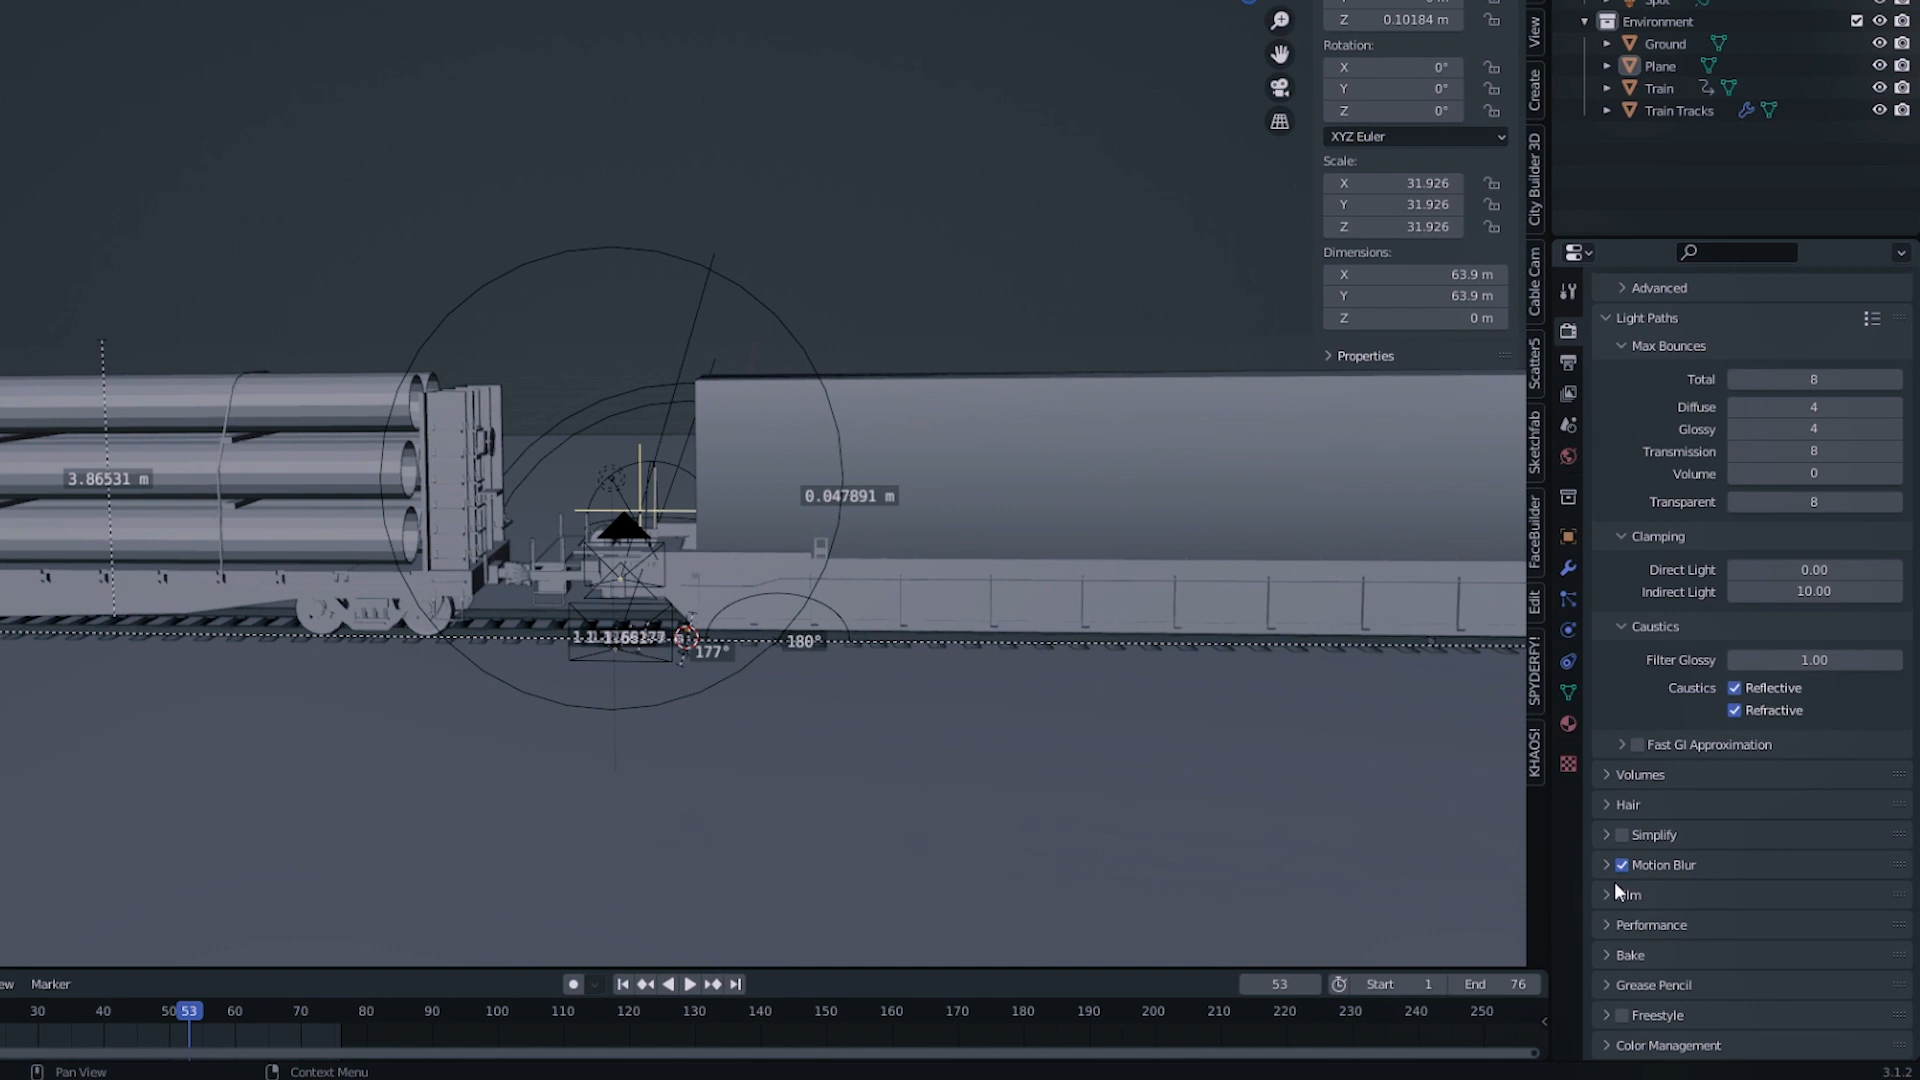 Z 0.10184 m
Rotation:
X 0°
Y 0°
Z 0°
XYZ Euler
Scale:
X 31.926
Y 31.926
Z 31.926
Dimensions:
X 63.9 m
Y 63.9 m
Z 0 m
Properties
View
Create
City Builder 3D
Cable Cam
Scatter5
Sketchfab
FaceBuilder
Edit
SPYDERFY!
KHAOS!
Spot
Environment
Ground
Plane
Train
Train Tracks
Advanced
Light Paths
Max Bounces
Total 8
Diffuse 4
Glossy 4
Transmission 8
Volume 0
Transparent 8
Clamping
Direct Light 0.00
Indirect Light 10.00
Caustics
Filter Glossy 1.00
Caustics Reflective
Refractive
Fast GI Approximation
Volumes
Hair
Simplify
Motion Blur
Performance
Bake
Grease Pencil
Freestyle
Color Management
3.86531 m
0.047891 m
177°
180°
Marker
53 Start 1 End 76
30 40 50 53 60 70 80 90 100 110 120 130 140 150 160 170 180 190 200 210 220 230 240 250
Pan View Context Menu 3.1.2